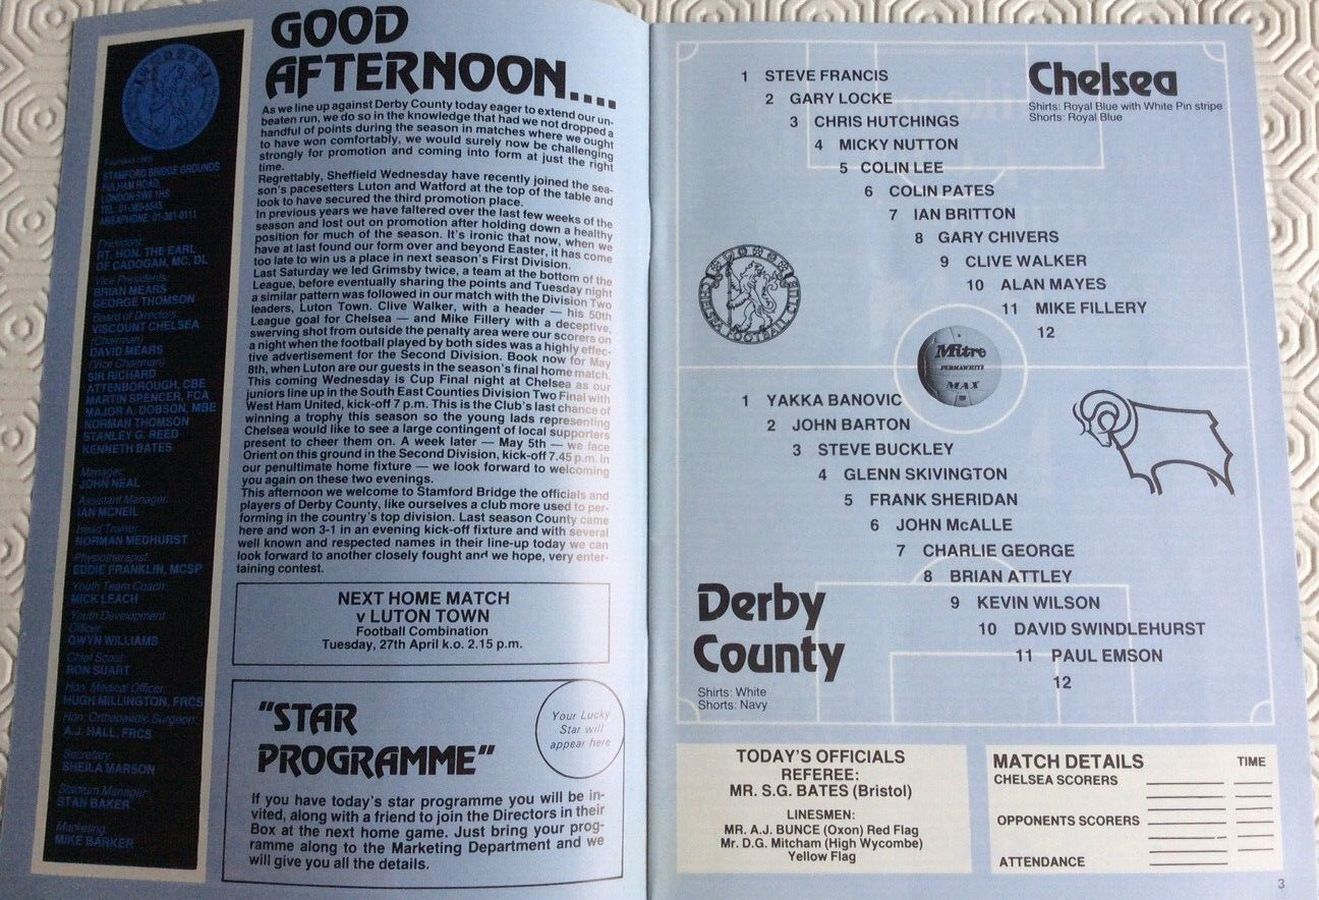 Founded 1905
STAMFORD BRIDGE GROUNDS
FULHAM ROAD
LONDON SW6 1HS
TEL: 01-385-5545
President:
RT. HON. THE EARL
OF CADOGAN, MC, DL
Vice Presidents:
BRIAN MEARS
GEORGE THOMSON
Board of Directors:
VISCOUNT CHELSEA
(Chairman)
DAVID MEARS
(Vice Chairman)
SIR RICHARD
ATTENBOROUGH, CBE
MARTIN SPENCER, FCA
MAJOR A. DOBSON, MBE
NORMAN THOMSON
STANLEY G. REED
KENNETH BATES
Manager:
JOHN NEAL
Assistant Manager:
IAN McNEIL
Head Trainer:
NORMAN MEDHURST
Physiotherapist:
EDDIE FRANKLIN, MCSP
Youth Team Coach:
MICK LEACH
Youth Development
Officer:
GWYN WILLIAMS
Chief Scout:
RON SUART
Hon. Medical Officer:
HUGH MILLINGTON, FRCS
Hon. Orthopaedic Surgeon:
A.J. HALL, FRCS
Secretary:
SHEILA MARSON
Stadium Manager:
STAN BAKER
Marketing:
MIKE BARKER
GOOD
AFTERNOON....
As we line up against Derby County today eager to extend our un-
beaten run, we do so in the knowledge that had we not dropped a
handful of points during the season in matches where we ought
to have won comfortably, we would surely now be challenging
strongly for promotion and coming into form at just the right
time.
Regrettably, Sheffield Wednesday have recently joined the sea-
son's pacesetters Luton and Watford at the top of the table and
look to have secured the third promotion place.
In previous years we have faltered over the last few weeks of the
season and lost out on promotion after holding down a healthy
position for much of the season. It's ironic that now, when we
have at last found our form over and beyond Easter, it has come
too late to win us a place in next season's First Division.
Last Saturday we led Grimsby twice, a team at the bottom of the
League, before eventually sharing the points and Tuesday night
a similar pattern was followed in our match with the Division Two
leaders, Luton Town. Clive Walker, with a header — his 50th
League goal for Chelsea — and Mike Fillery with a deceptive,
swerving shot from outside the penalty area were our scorers on
a night when the football played by both sides was a highly effec-
tive advertisement for the Second Division. Book now for May
8th, when Luton are our guests in the season's final home match.
This coming Wednesday is Cup Final night at Chelsea as our
juniors line up in the South East Counties Division Two Final with
West Ham United, kick-off 7 p.m. This is the Club's last chance of
winning a trophy this season so the young lads representing
Chelsea would like to see a large contingent of local supporters
present to cheer them on. A week later — May 5th — we face
Orient on this ground in the Second Division, kick-off 7.45 p.m. in
our penultimate home fixture — we look forward to welcoming
you again on these two evenings.
This afternoon we welcome to Stamford Bridge the officials and
players of Derby County, like ourselves a club more used to per-
forming in the country's top division. Last season County came
here and won 3-1 in an evening kick-off fixture and with several
well known and respected names in their line-up today we can
look forward to another closely fought and we hope, very enter-
taining contest.
NEXT HOME MATCH
v LUTON TOWN
Football Combination
Tuesday, 27th April k.o. 2.15 p.m.
"STAR
PROGRAMME"
Your Lucky
Star will
appear here
If you have today's star programme you will be in-
vited, along with a friend to join the Directors in their
Box at the next home game. Just bring your prog-
ramme along to the Marketing Department and we
will give you all the details.
Chelsea
Shirts: Royal Blue with White Pin stripe
Shorts: Royal Blue
1 STEVE FRANCIS
2 GARY LOCKE
3 CHRIS HUTCHINGS
4 MICKY NUTTON
5 COLIN LEE
6 COLIN PATES
7 IAN BRITTON
8 GARY CHIVERS
9 CLIVE WALKER
10 ALAN MAYES
11 MIKE FILLERY
12
CHELSEA FOOTBALL CLUB
Mitre
PERMAWHITE
MAX
1 YAKKA BANOVIC
2 JOHN BARTON
3 STEVE BUCKLEY
4 GLENN SKIVINGTON
5 FRANK SHERIDAN
6 JOHN McALLE
7 CHARLIE GEORGE
8 BRIAN ATTLEY
9 KEVIN WILSON
10 DAVID SWINDLEHURST
11 PAUL EMSON
12
Derby
County
Shirts: White
Shorts: Navy
TODAY'S OFFICIALS
REFEREE:
MR. S.G. BATES (Bristol)
LINESMEN:
MR. A.J. BUNCE (Oxon) Red Flag
Mr. D.G. Mitcham (High Wycombe)
Yellow Flag
MATCH DETAILS TIME
CHELSEA SCORERS
OPPONENTS SCORERS
ATTENDANCE
3